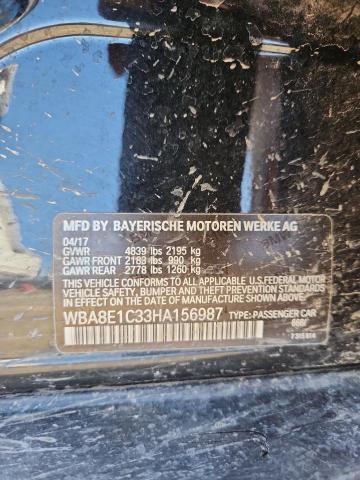 MFD BY BAYERISCHE MOTOREN WERKE AG
04/17
GVWR 4839 lbs 2195 kg
GAWR FRONT 2183 lbs 990 kg
GAWR REAR 2778 lbs 1260 kg
THIS VEHICLE CONFORMS TO ALL APPLICABLE U.S.FEDERAL MOTOR
VEHICLE SAFETY, BUMPER AND THEFT PREVENTION STANDARDS
IN EFFECT ON THE DATE OF MANUFACTURE SHOWN ABOVE.
WBA8E1C33HA156987 TYPE: PASSENGER CAR